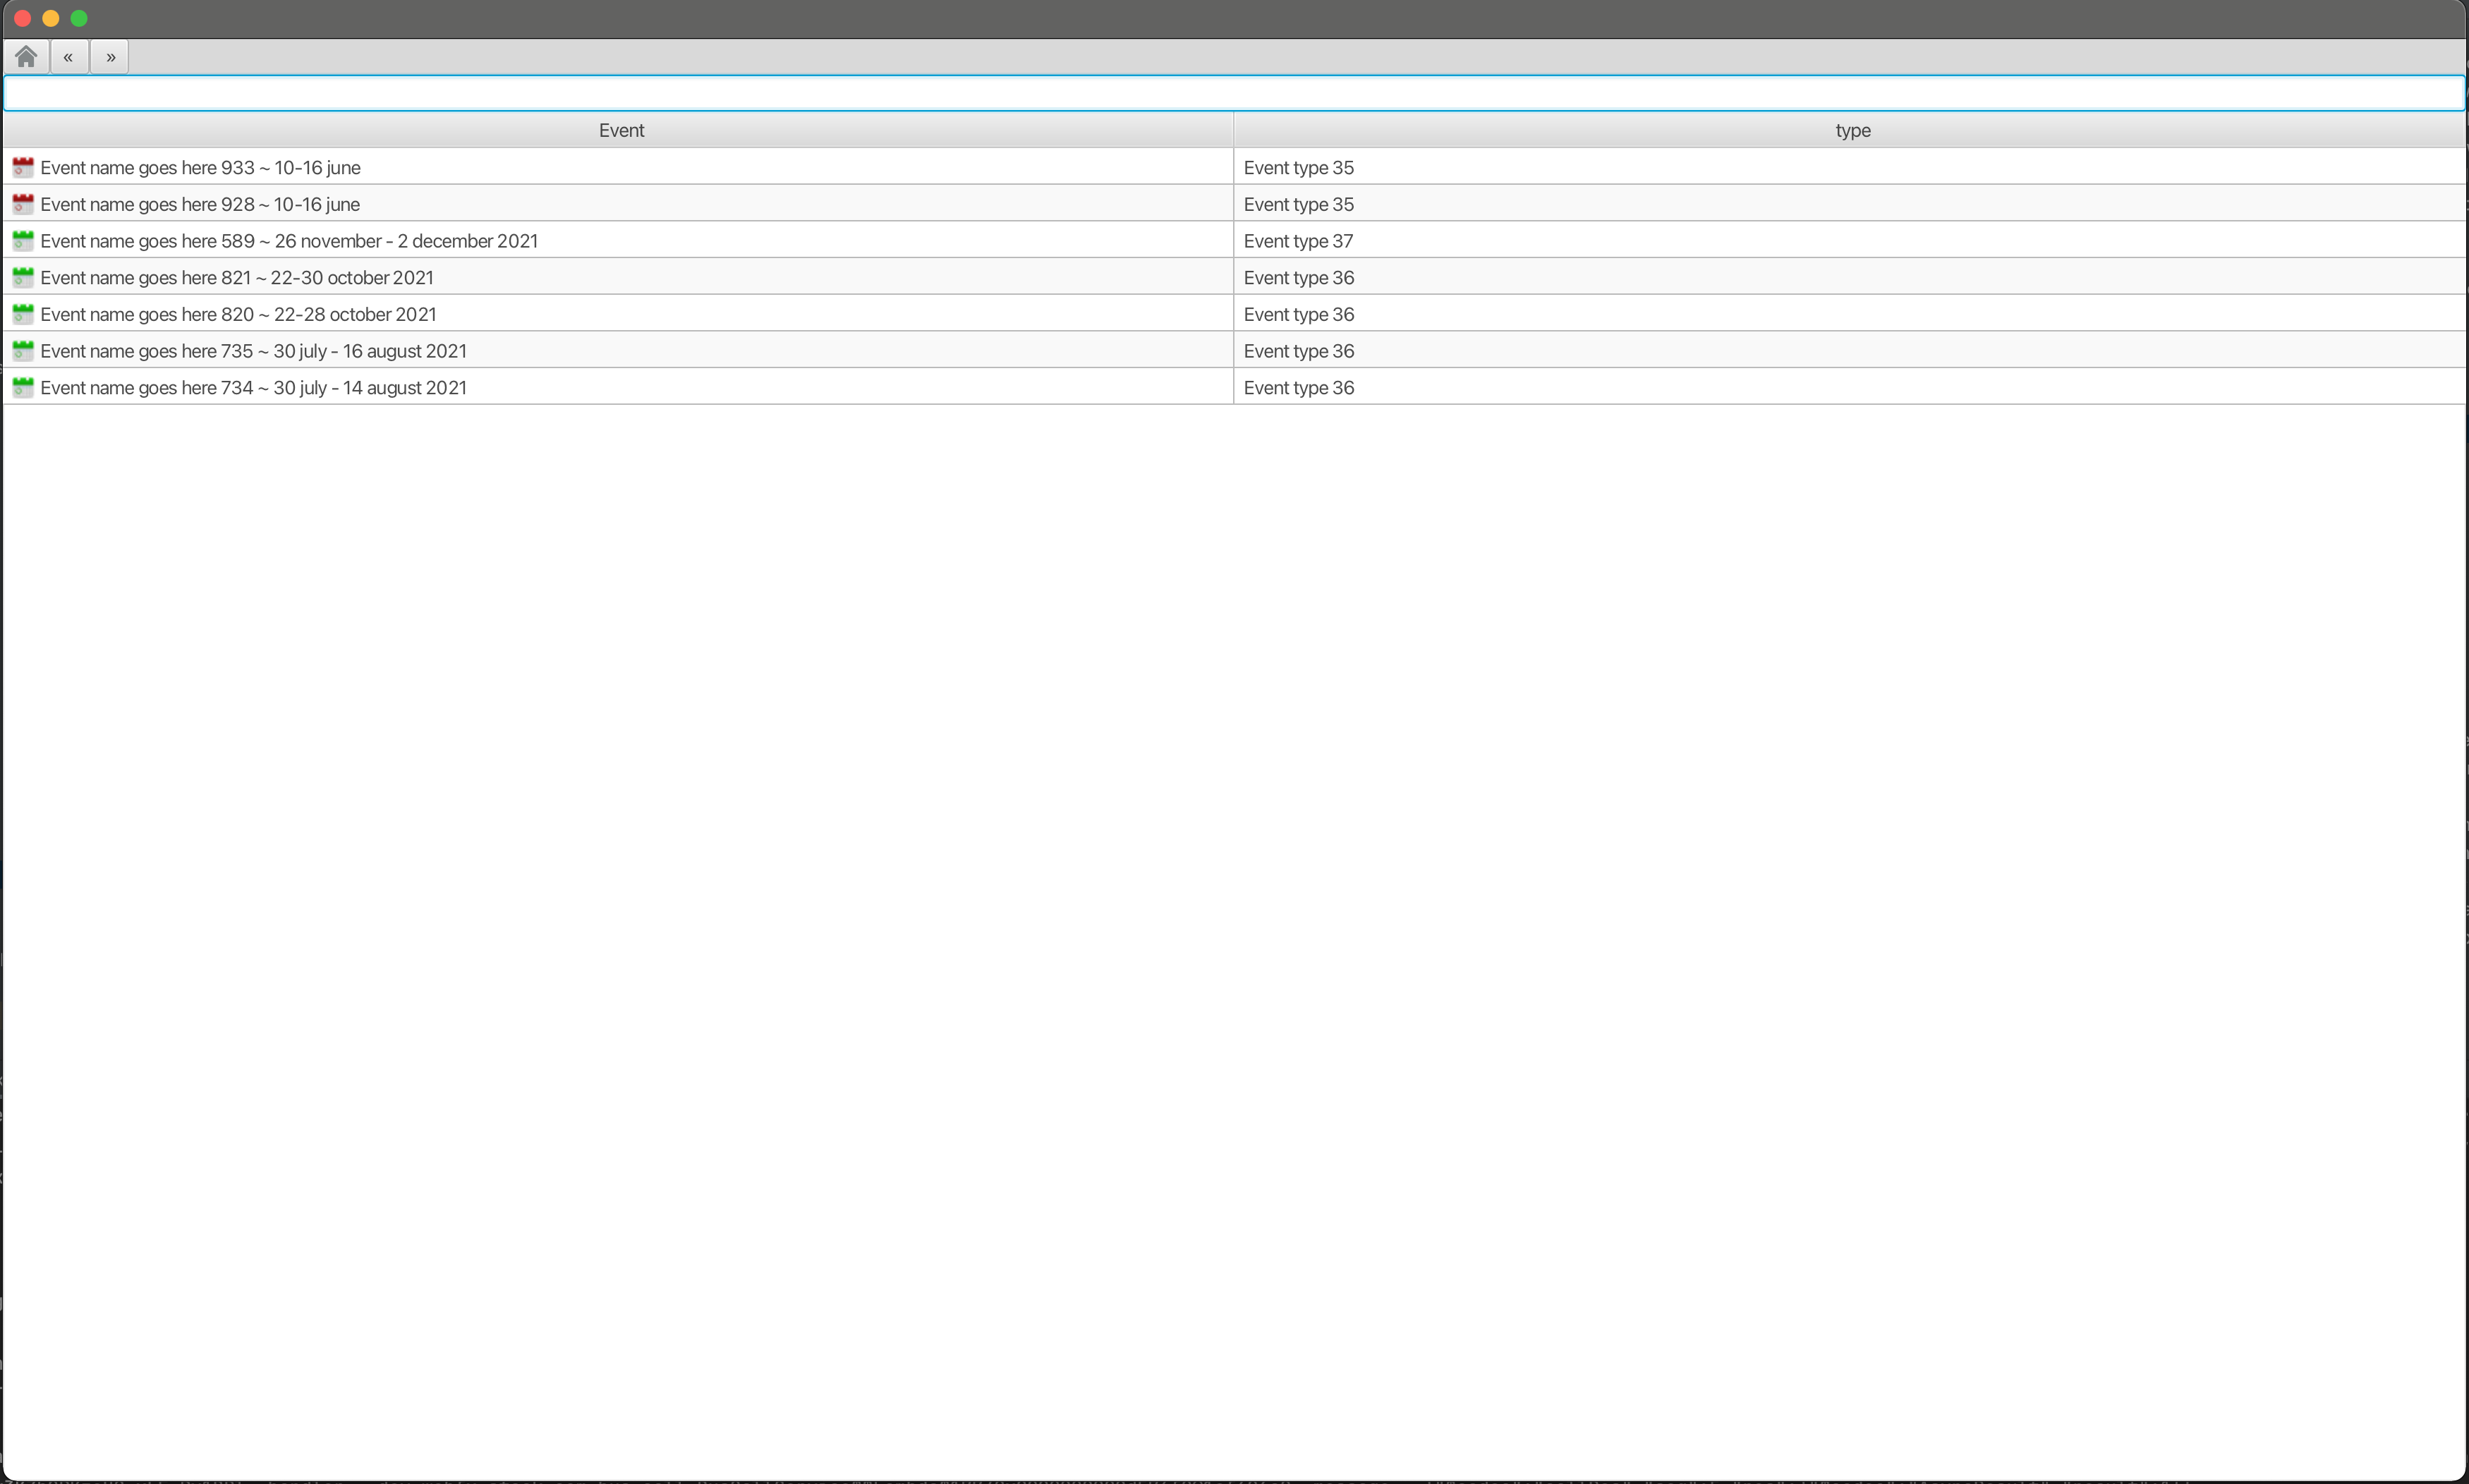 « »
Event type
Event name goes here 933 ~ 10-16 june Event type 35
Event name goes here 928 ~ 10-16 june Event type 35
Event name goes here 589 ~ 26 november - 2 december 2021 Event type 37
Event name goes here 821 ~ 22-30 october 2021 Event type 36
Event name goes here 820 ~ 22-28 october 2021 Event type 36
Event name goes here 735 ~ 30 july - 16 august 2021 Event type 36
Event name goes here 734 ~ 30 july - 14 august 2021 Event type 36